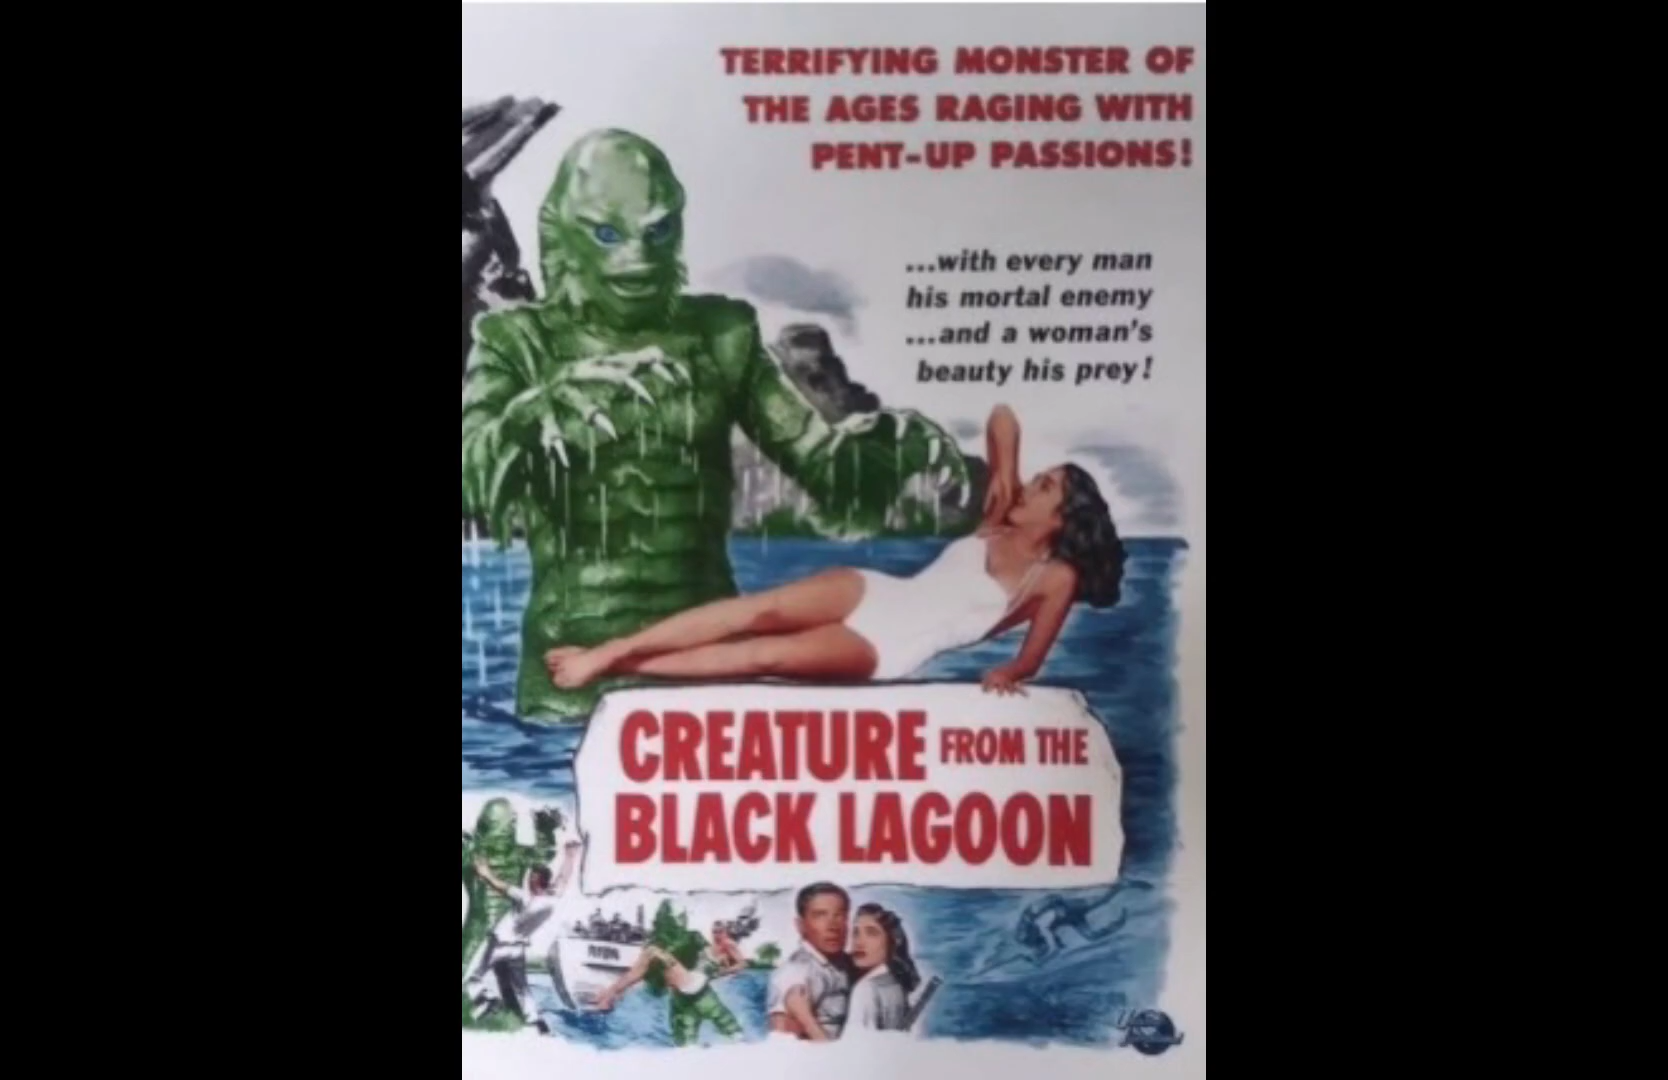 TERRIFYING MONSTER OF
THE AGES RAGING WITH
PENT-UP PASSIONS!
...with every man
his mortal enemy
...and a woman's
beauty his prey!
CREATURE FROM THE
BLACK LAGOON